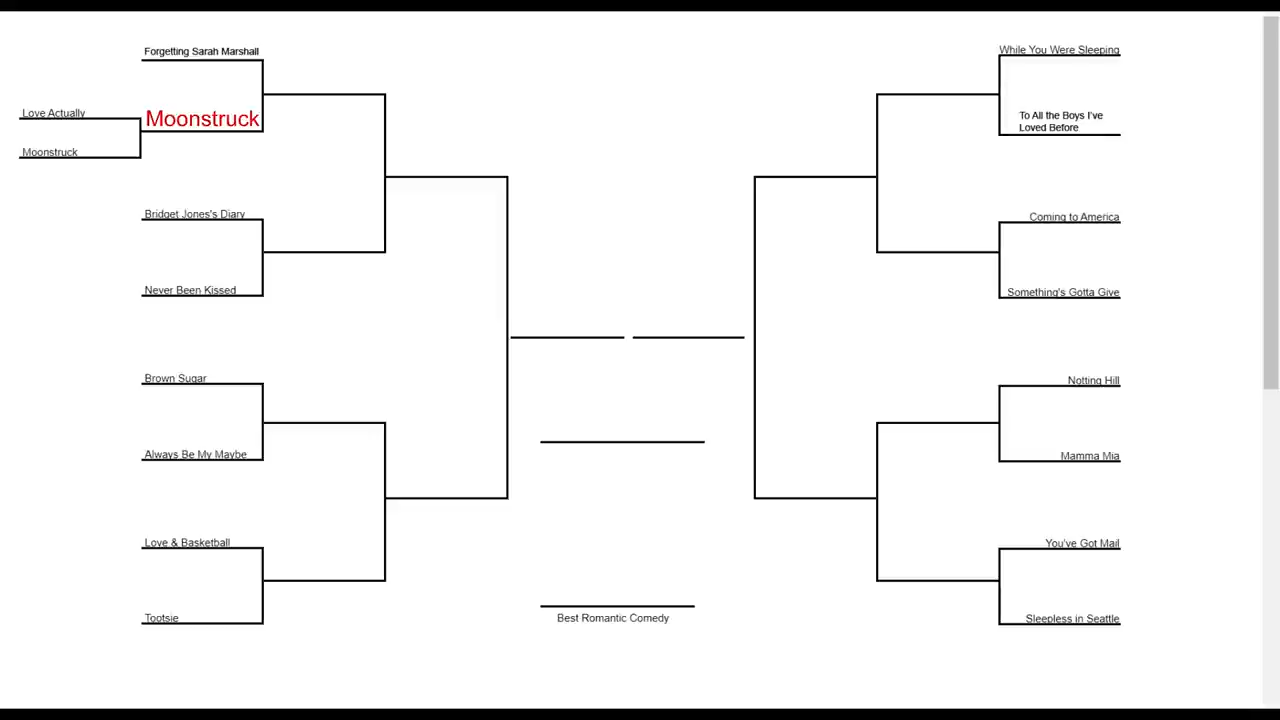 Forgetting Sarah Marshall
Love Actually
Moonstruck
Moonstruck
Bridget Jones's Diary
Never Been Kissed
Brown Sugar
Always Be My Maybe
Love & Basketball
Tootsie
Best Romantic Comedy
While You Were Sleeping
To All the Boys I've
Loved Before
Coming to America
Something's Gotta Give
Notting Hill
Mamma Mia
You've Got Mail
Sleepless in Seattle